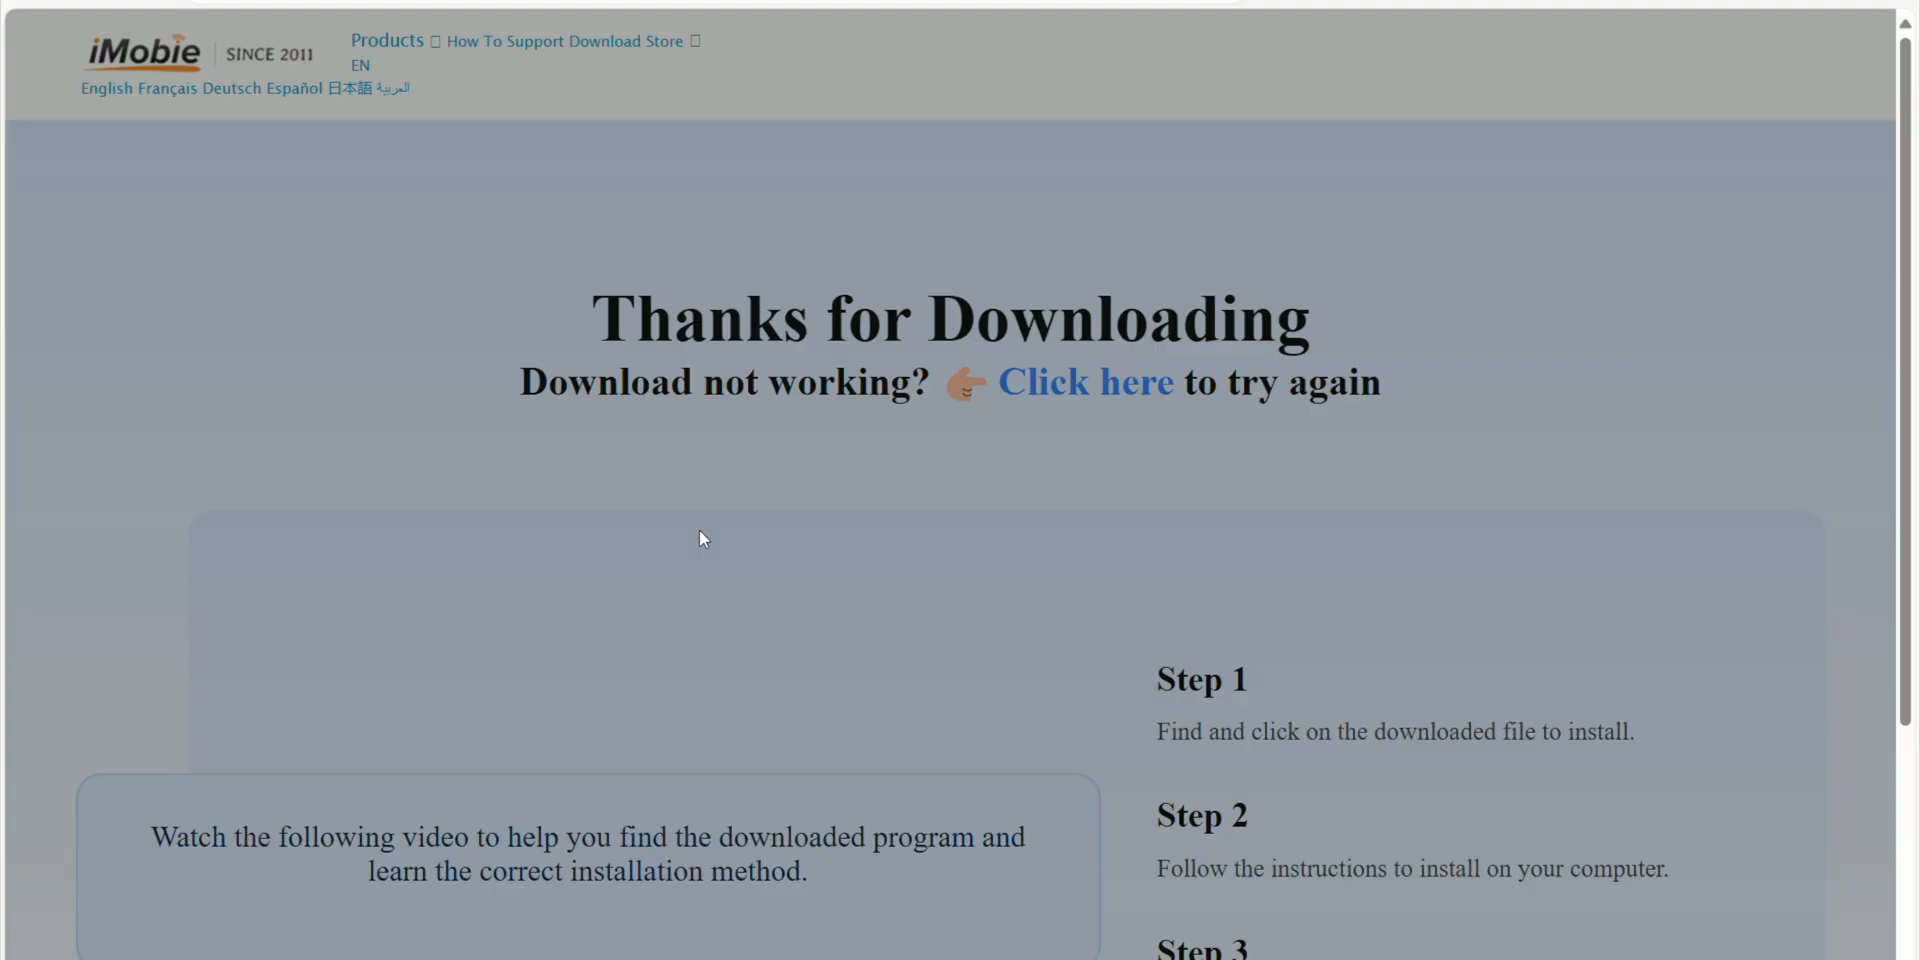 iMobie SINCE 2011
Products How To Support Download Store
EN
English Français Deutsch Español 日本語 العربية
Thanks for Downloading
Download not working? 👉 Click here to try again
Step 1
Find and click on the downloaded file to install.
Watch the following video to help you find the downloaded program and
learn the correct installation method.
Step 2
Follow the instructions to install on your computer.
Step 3